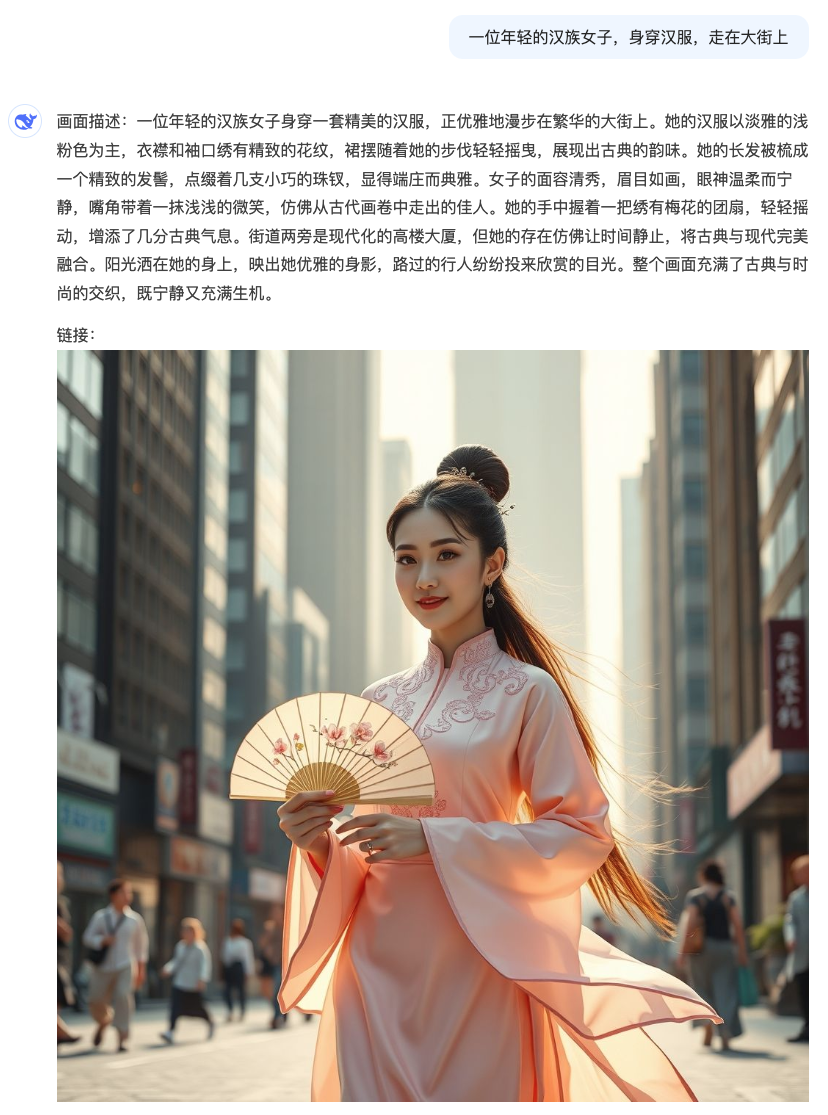 一位年轻的汉族女子，身穿汉服，走在大街上
画面描述：一位年轻的汉族女子身穿一套精美的汉服，正优雅地漫步在繁华的大街上。她的汉服以淡雅的浅
粉色为主，衣襟和袖口绣有精致的花纹，裙摆随着她的步伐轻轻摇曳，展现出古典的韵味。她的长发被梳成
一个精致的发髻，点缀着几支小巧的珠钗，显得端庄而典雅。女子的面容清秀，眉目如画，眼神温柔而宁
静，嘴角带着一抹浅浅的微笑，仿佛从古代画卷中走出的佳人。她的手中握着一把绣有梅花的团扇，轻轻摇
动，增添了几分古典气息。街道两旁是现代化的高楼大厦，但她的存在仿佛让时间静止，将古典与现代完美
融合。阳光洒在她的身上，映出她优雅的身影，路过的行人纷纷投来欣赏的目光。整个画面充满了古典与时
尚的交织，既宁静又充满生机。
链接：